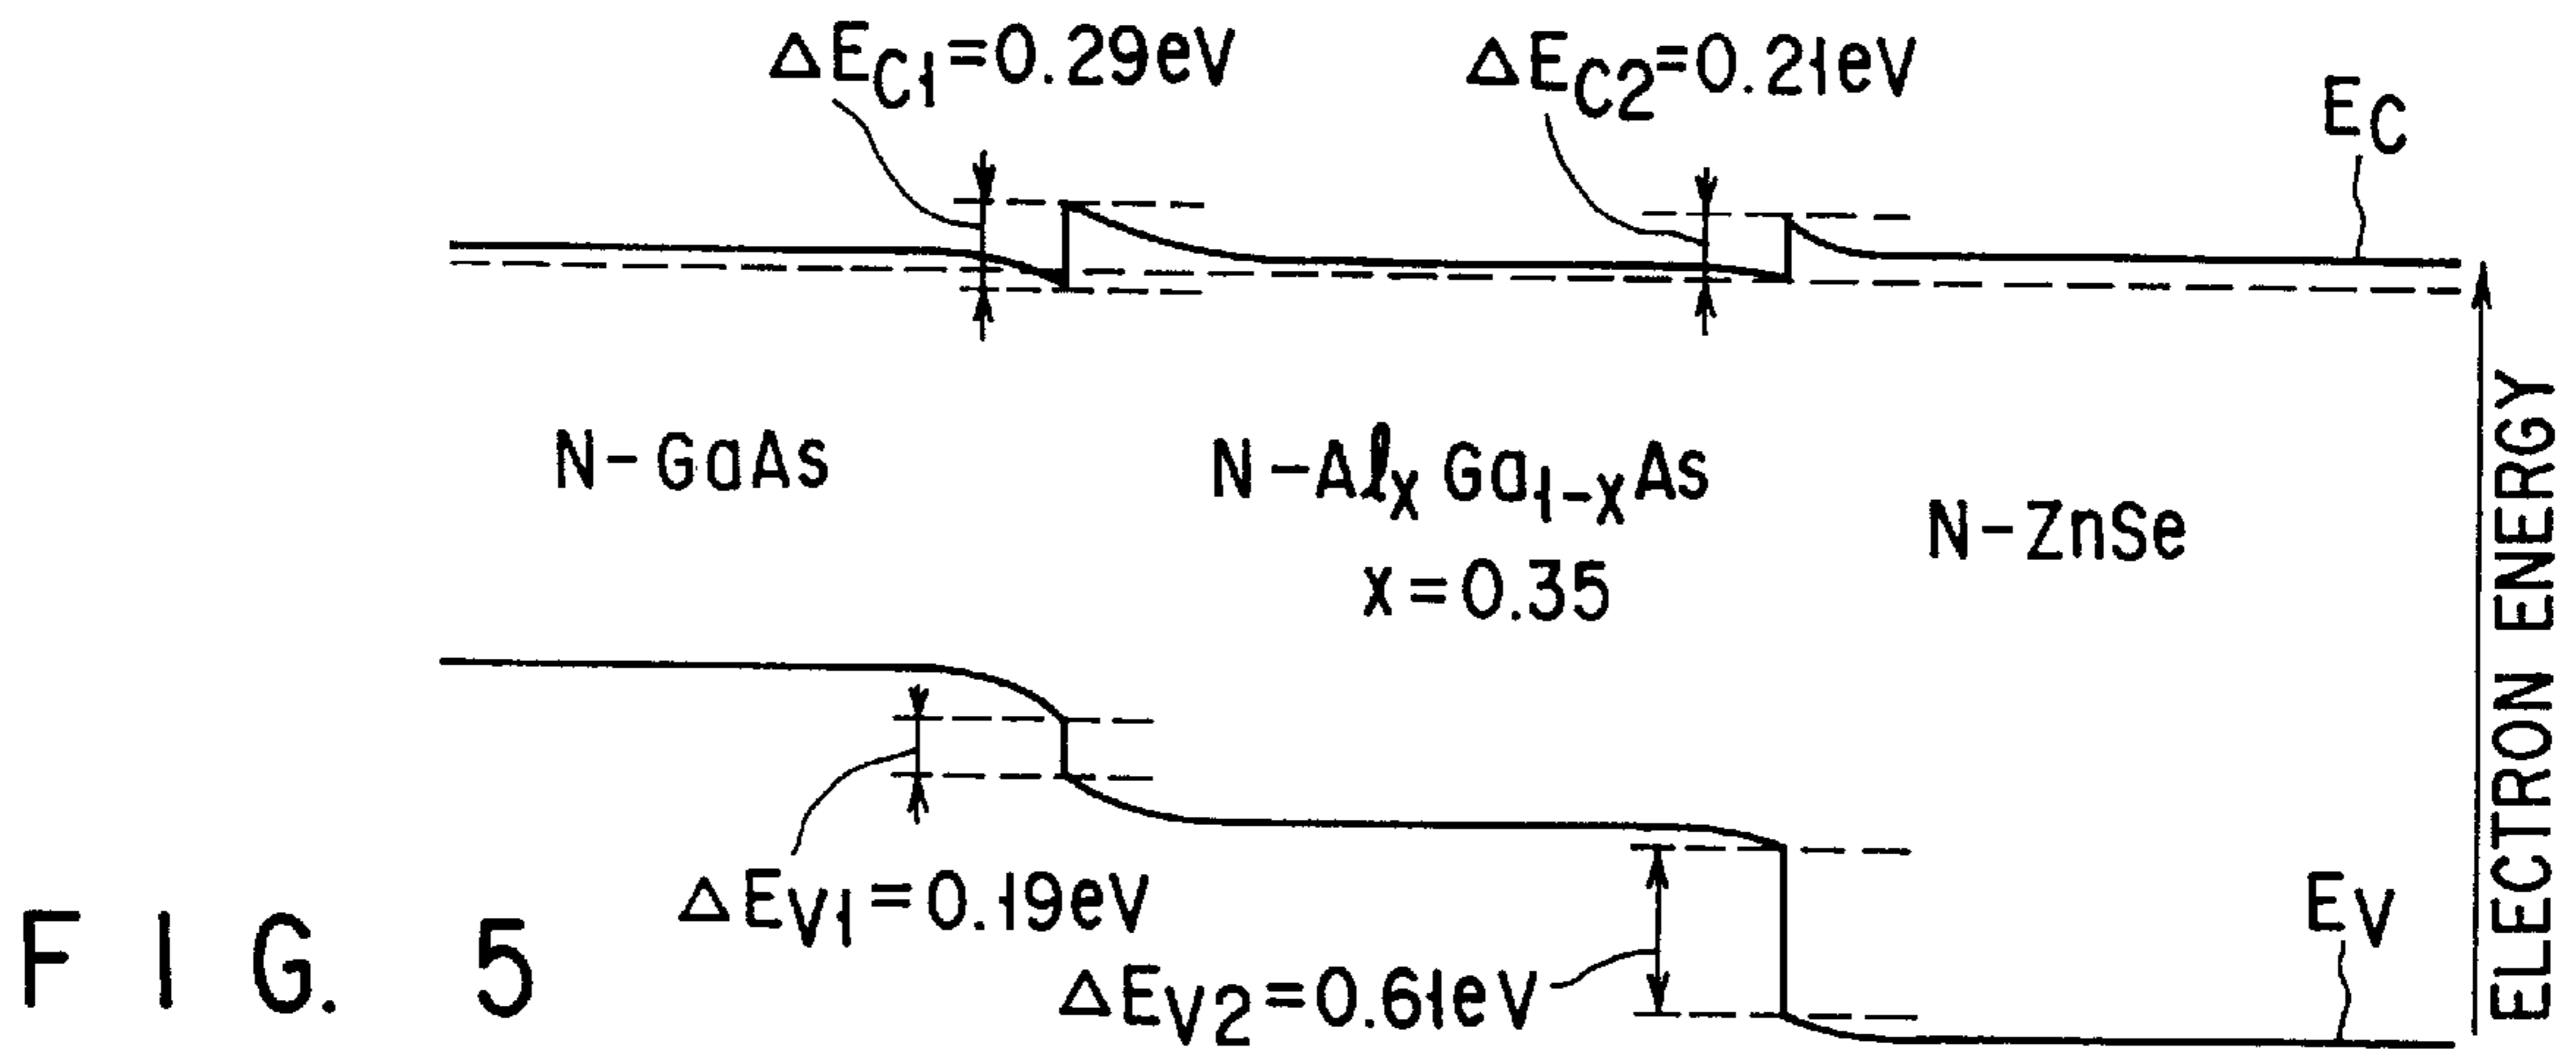 ΔEC1=0.29eV
ΔEC2=0.21eV
EC
N-GaAs
N-AlxGa1-xAs
x=0.35
N-ZnSe
ELECTRON ENERGY
ΔEV1=0.19eV
ΔEV2=0.61eV
EV
FIG. 5